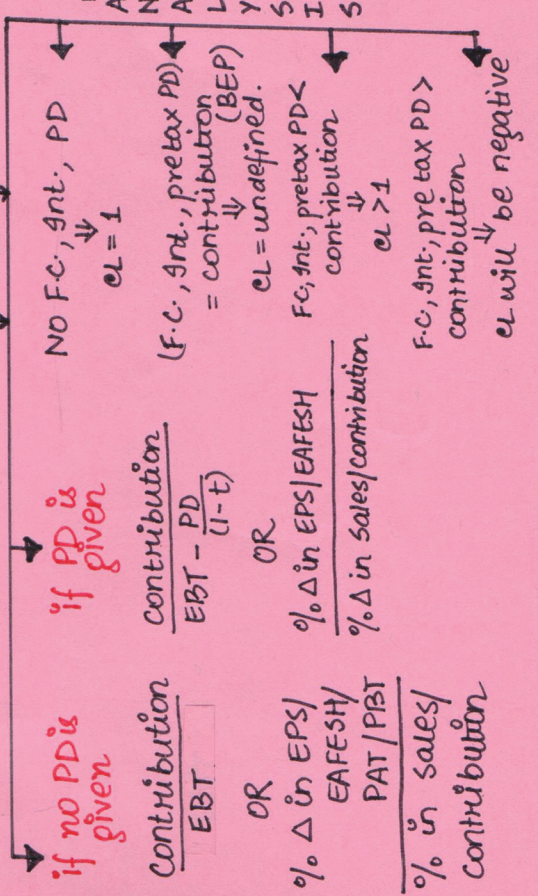 if no PD is
given
contribution
EBT
OR
% Δ in EPS/
EAFESH/
PAT/PBT
% in sales/
contribution
if PD is
given
contribution
EBT - PD
(1-t)
OR
% Δ in EPS/EAFESH
% Δ in sales/contribution
A
N
A
L
Y
S
I
S
NO F.C., Int., PD
⇓
CL = 1
(F.C., Int., pretax PD)
= contribution
(BEP)
⇓
CL = undefined.
FC, Int, pretax PD<
contribution
⇓
CL >1
F.C., Int., pre tax PD>
contribution
⇓
CL will be negative